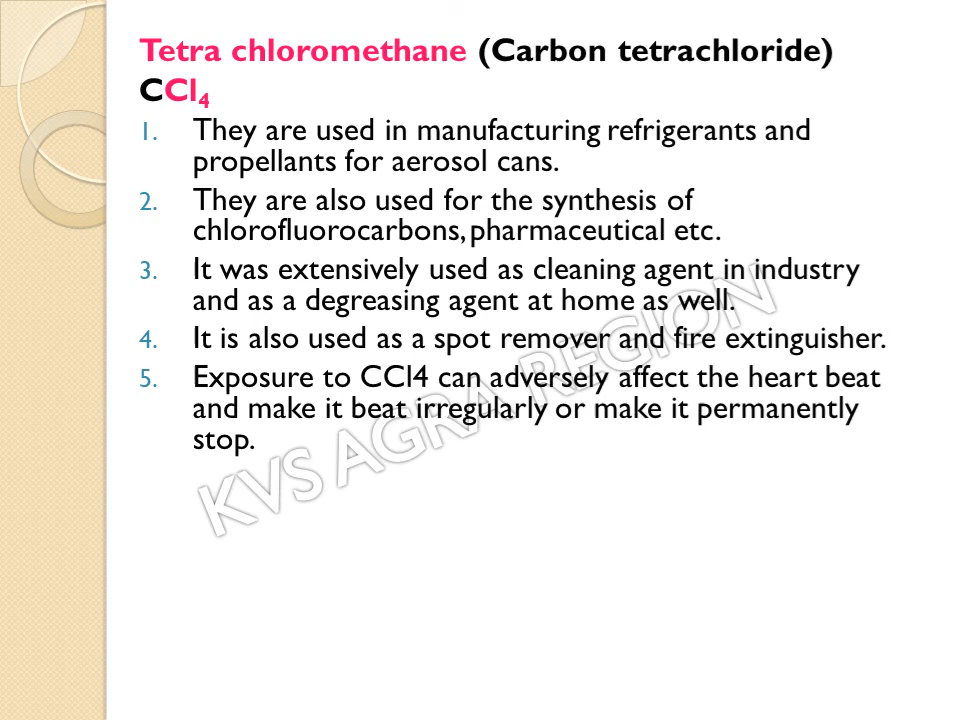 Tetra chloromethane (Carbon tetrachloride)
CCl4
1. They are used in manufacturing refrigerants and
propellants for aerosol cans.
2. They are also used for the synthesis of
chlorofluorocarbons, pharmaceutical etc.
3. It was extensively used as cleaning agent in industry
and as a degreasing agent at home as well.
4. It is also used as a spot remover and fire extinguisher.
5. Exposure to CCl4 can adversely affect the heart beat
and make it beat irregularly or make it permanently
stop.
KVS AGRA REGION